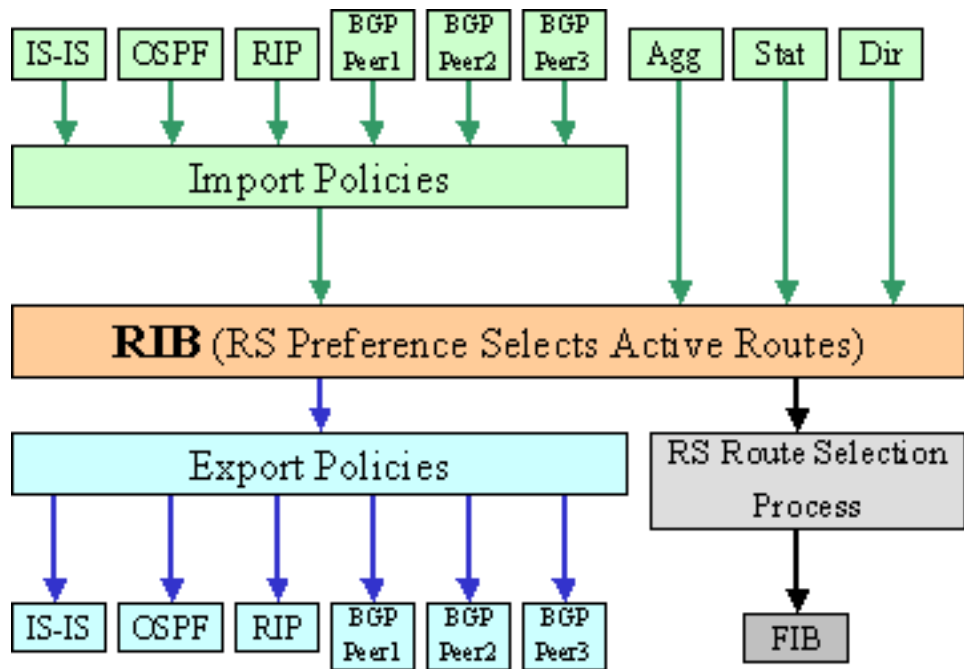 IS-IS
OSPF
RIP
BGP
Peer1
BGP
Peer2
BGP
Peer3
Agg
Stat
Dir
Import Policies
RIB (RS Preference Selects Active Routes)
Export Policies
RS Route Selection
Process
IS-IS
OSPF
RIP
BGP
Peer1
BGP
Peer2
BGP
Peer3
FIB